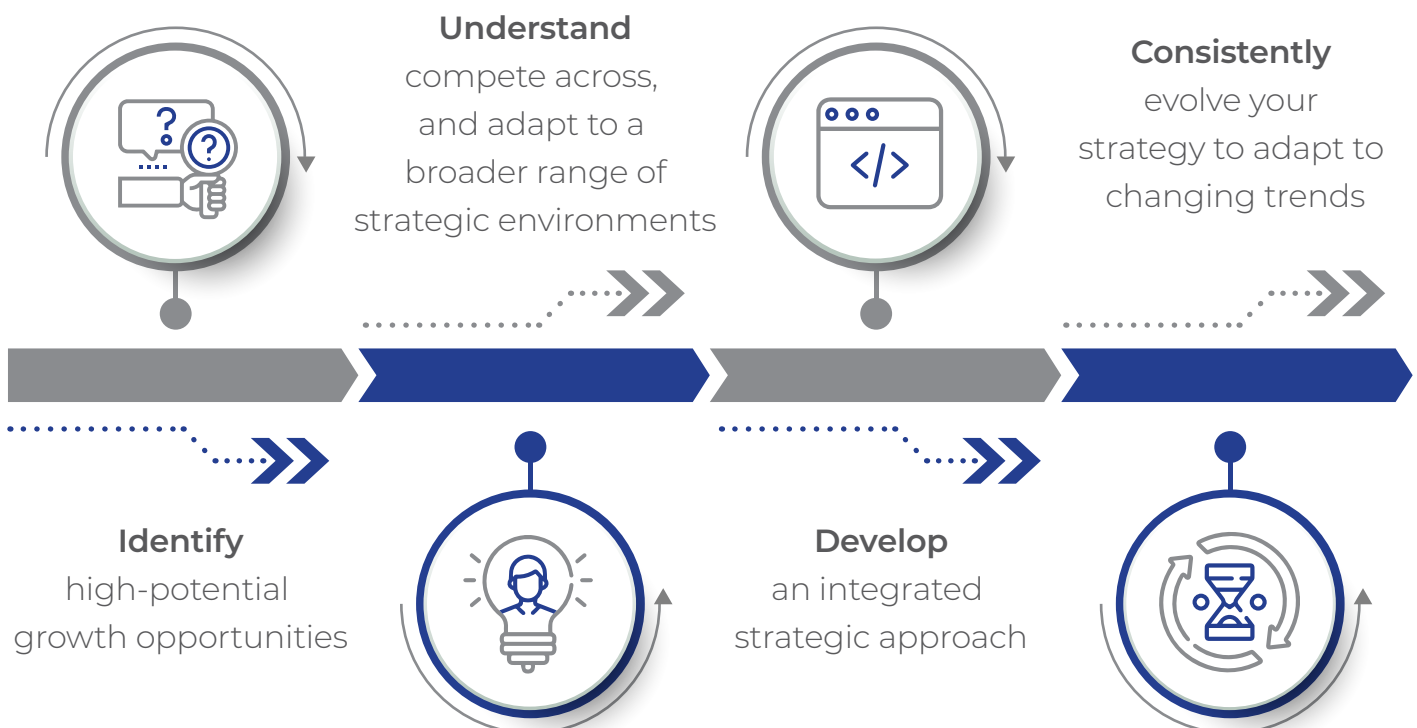 Identify
high-potential
growth opportunities
Understand
compete across,
and adapt to a
broader range of
strategic environments
Develop
an integrated
strategic approach
Consistently
evolve your
strategy to adapt to
changing trends